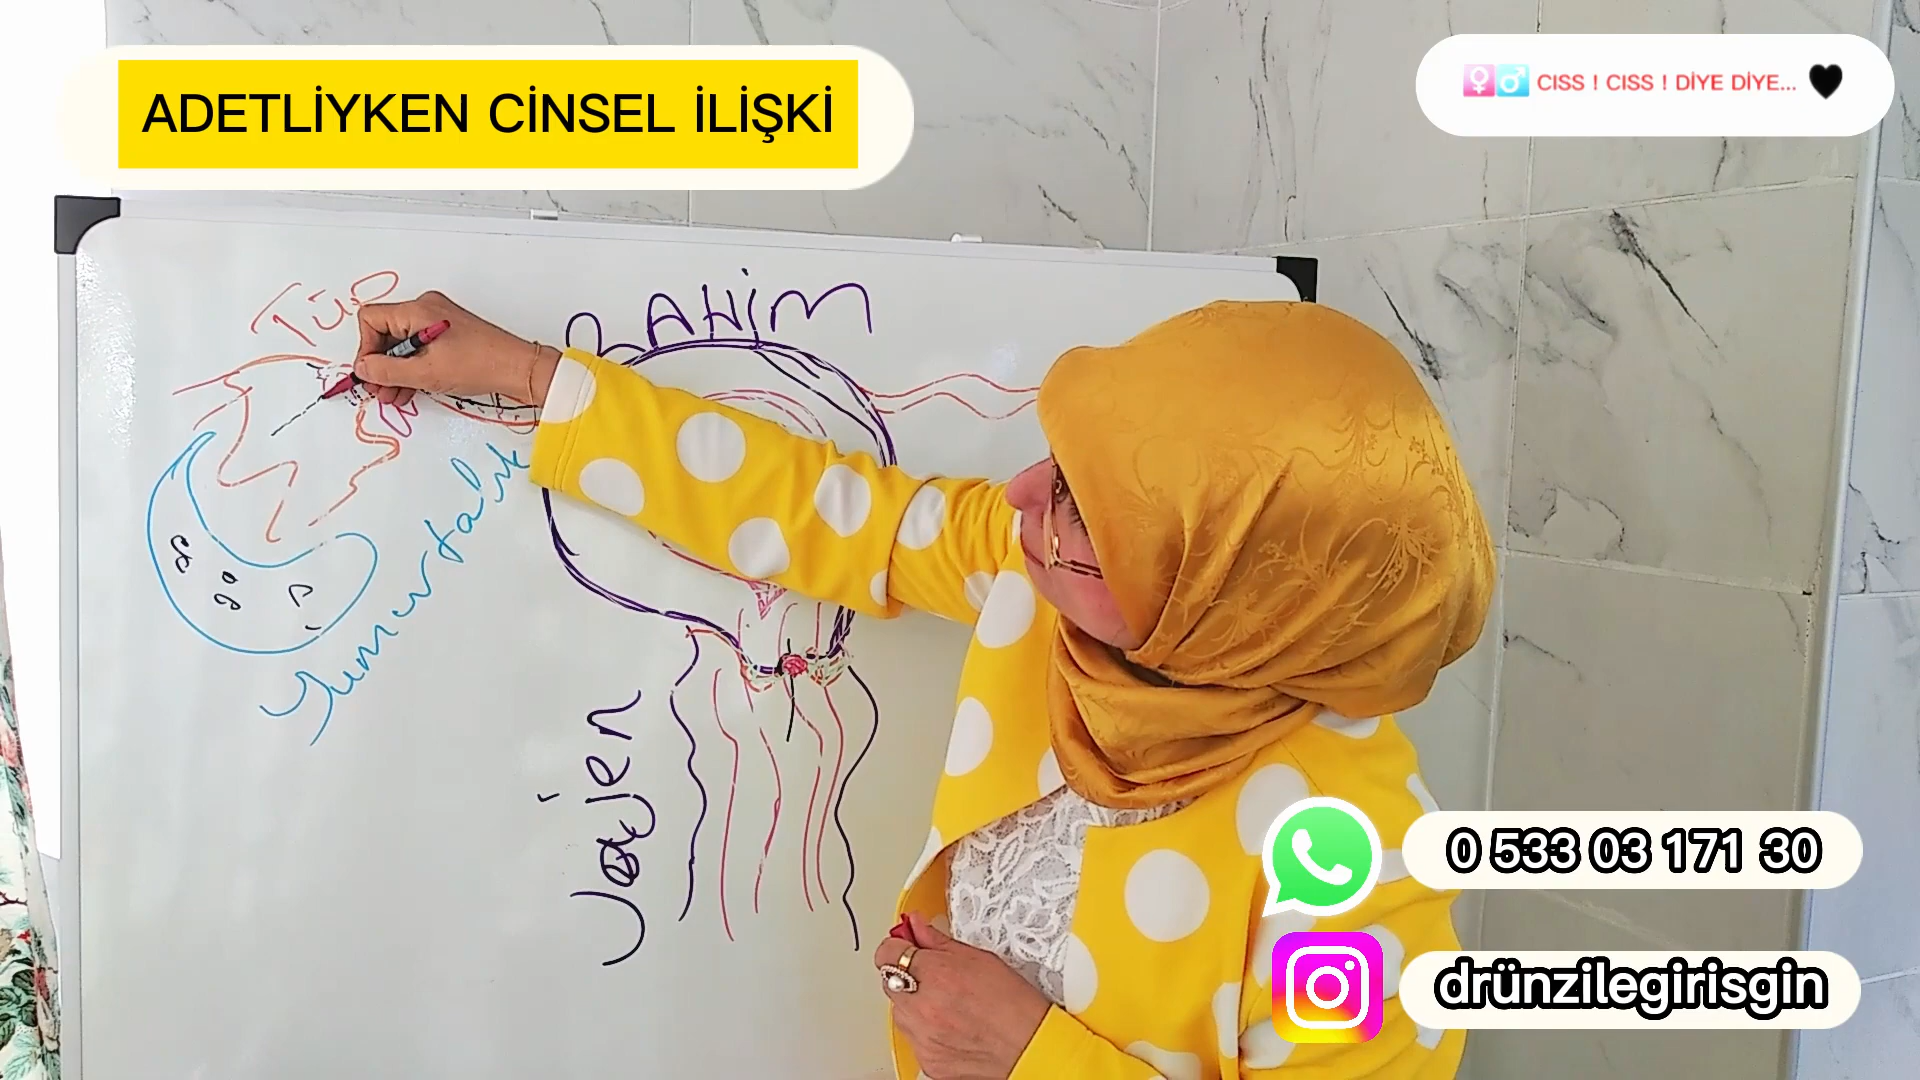 ADETLİYKEN CİNSEL İLİŞKİ
CISS ! CISS ! DİYE DİYE...
Tüp
RAHİM
Yumurtalık
Vajen
0 533 03 171 30
drünzilegirisgin